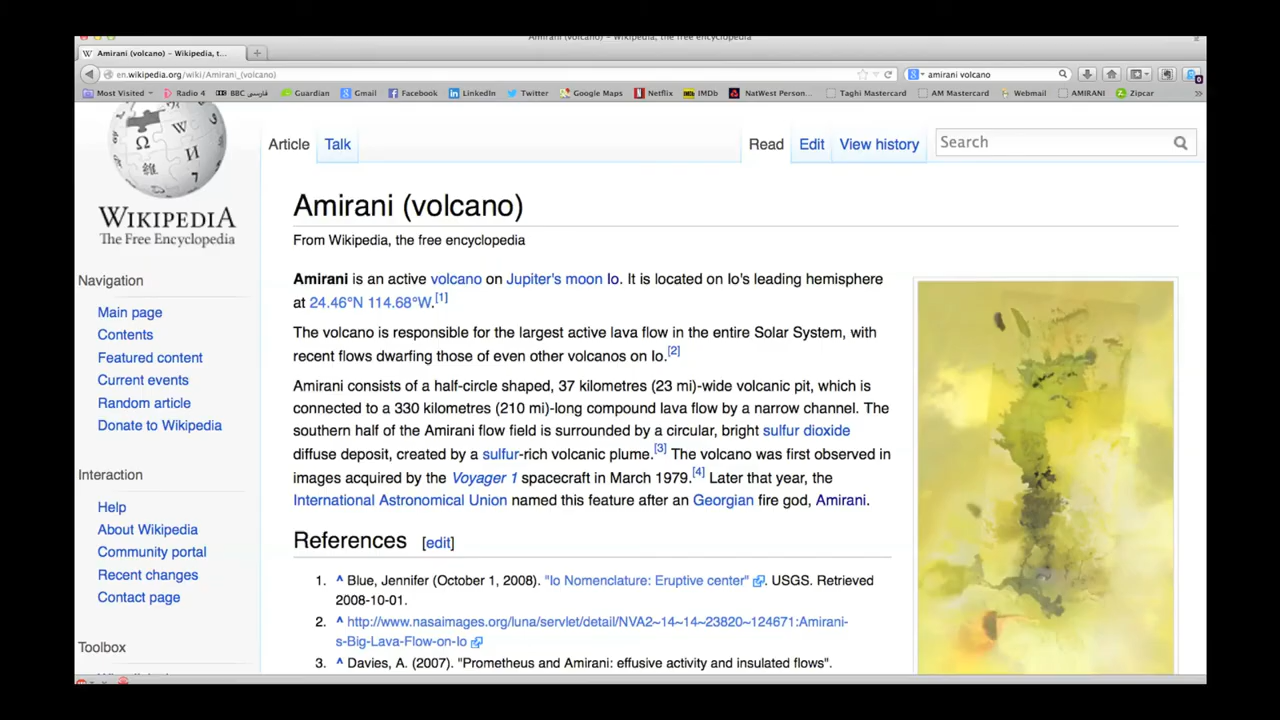 Amirani (volcano) – Wikipedia, the free encyclopedia
W Amirani (volcano) – Wikipedia, t...
en.wikipedia.org/wiki/Amirani_(volcano)
amirani volcano
Most Visited Radio 4 BBC فارسی Guardian Gmail Facebook LinkedIn Twitter Google Maps Netflix IMDb NatWest Person... Taghi Mastercard AM Mastercard Webmail AMIRANI Zipcar »
Article Talk Read Edit View history Search
WIKIPEDIA
The Free Encyclopedia
Navigation
Main page
Contents
Featured content
Current events
Random article
Donate to Wikipedia
Interaction
Help
About Wikipedia
Community portal
Recent changes
Contact page
Toolbox
Amirani (volcano)
From Wikipedia, the free encyclopedia
Amirani is an active volcano on Jupiter's moon Io. It is located on Io's leading hemisphere
at 24.46°N 114.68°W.[1]
The volcano is responsible for the largest active lava flow in the entire Solar System, with
recent flows dwarfing those of even other volcanos on Io.[2]
Amirani consists of a half-circle shaped, 37 kilometres (23 mi)-wide volcanic pit, which is
connected to a 330 kilometres (210 mi)-long compound lava flow by a narrow channel. The
southern half of the Amirani flow field is surrounded by a circular, bright sulfur dioxide
diffuse deposit, created by a sulfur-rich volcanic plume.[3] The volcano was first observed in
images acquired by the Voyager 1 spacecraft in March 1979.[4] Later that year, the
International Astronomical Union named this feature after an Georgian fire god, Amirani.
References [edit]
1. ^ Blue, Jennifer (October 1, 2008). "Io Nomenclature: Eruptive center". USGS. Retrieved
2008-10-01.
2. ^ http://www.nasaimages.org/luna/servlet/detail/NVA2~14~14~23820~124671:Amirani-
s-Big-Lava-Flow-on-Io
3. ^ Davies, A. (2007). "Prometheus and Amirani: effusive activity and insulated flows".